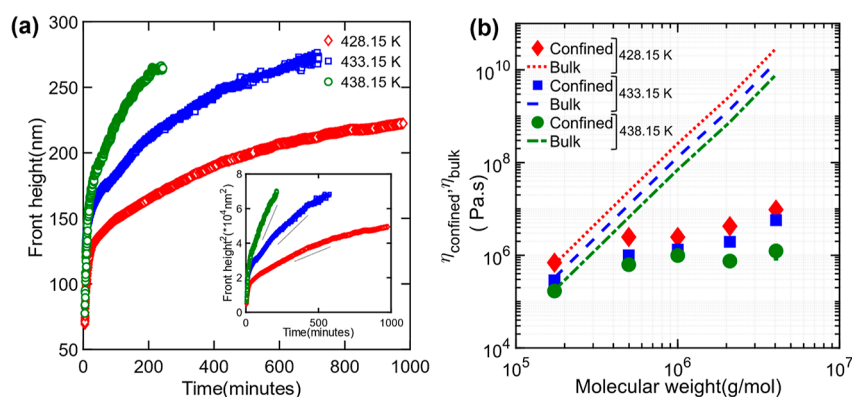 (a)
300
250
200
150
100
50
Front height(nm)
0
200
400
600
800
1000
Time(minutes)
428.15 K
433.15 K
438.15 K
8
6
4
2
0
Front height²(*10⁴nm²)
0
500
1000
Time(minutes)
(b)
10¹⁰
10⁸
10⁶
10⁴
ηconfined,ηbulk
( Pa.s)
10⁵
10⁶
10⁷
Molecular weight(g/mol)
Confined
Bulk
428.15 K
Confined
Bulk
433.15 K
Confined
Bulk
438.15 K